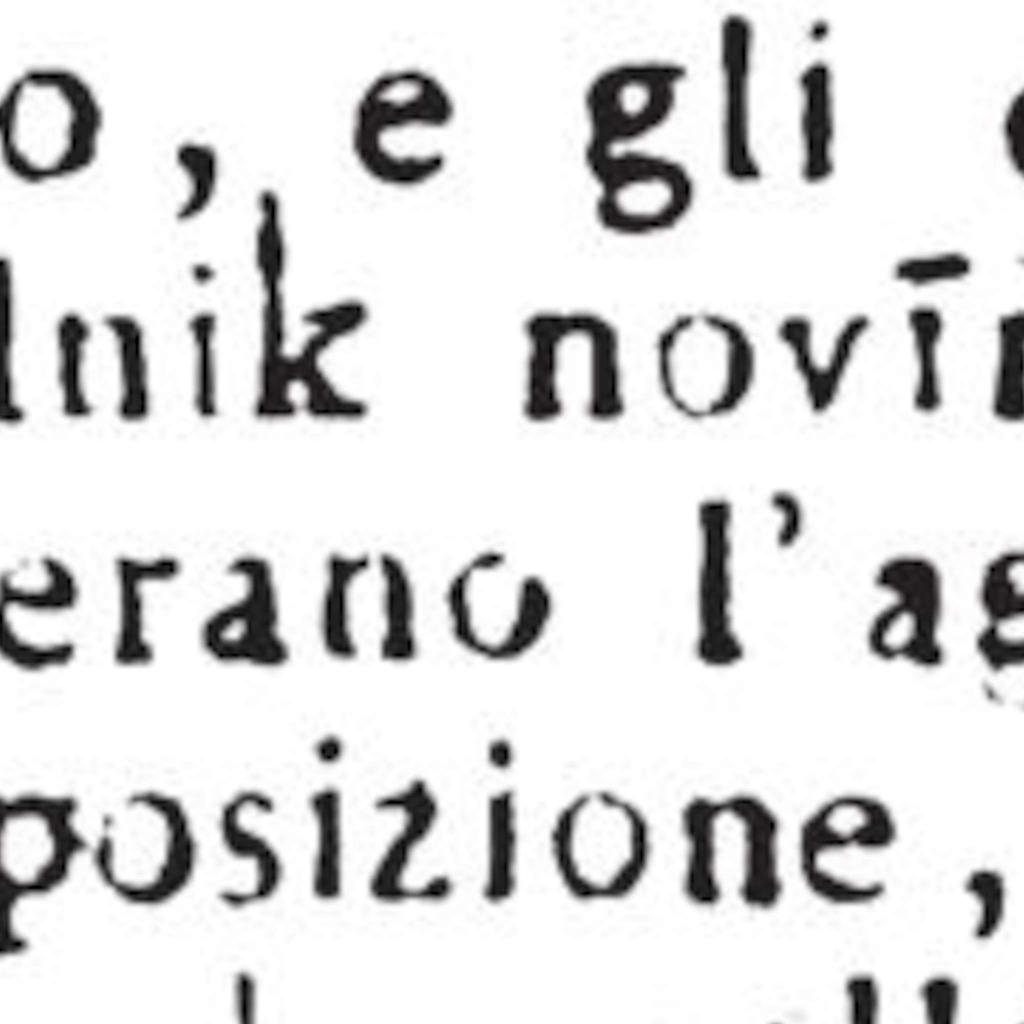 o, e gli
lnik novī
erano l'ag
posizione,